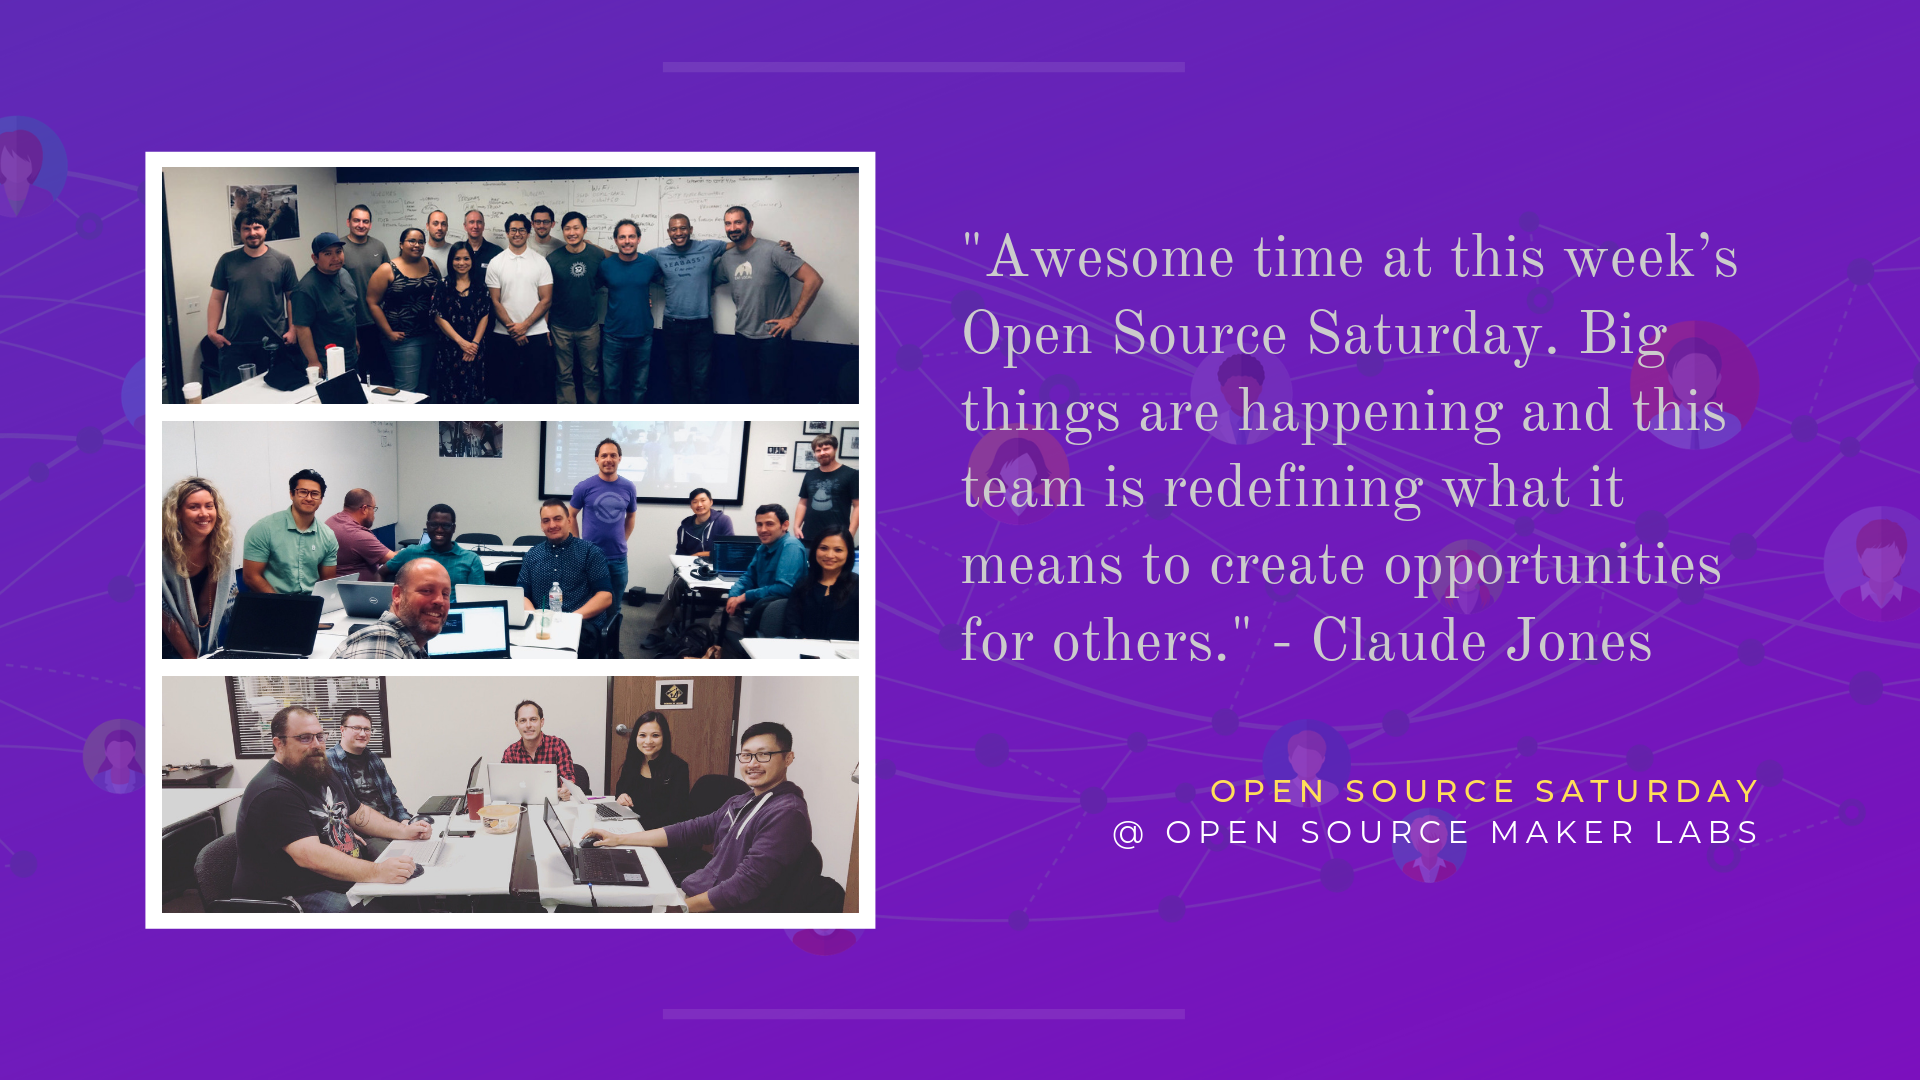 "Awesome time at this week’s
Open Source Saturday. Big
things are happening and this
team is redefining what it
means to create opportunities
for others." - Claude Jones
OPEN SOURCE SATURDAY
@ OPEN SOURCE MAKER LABS